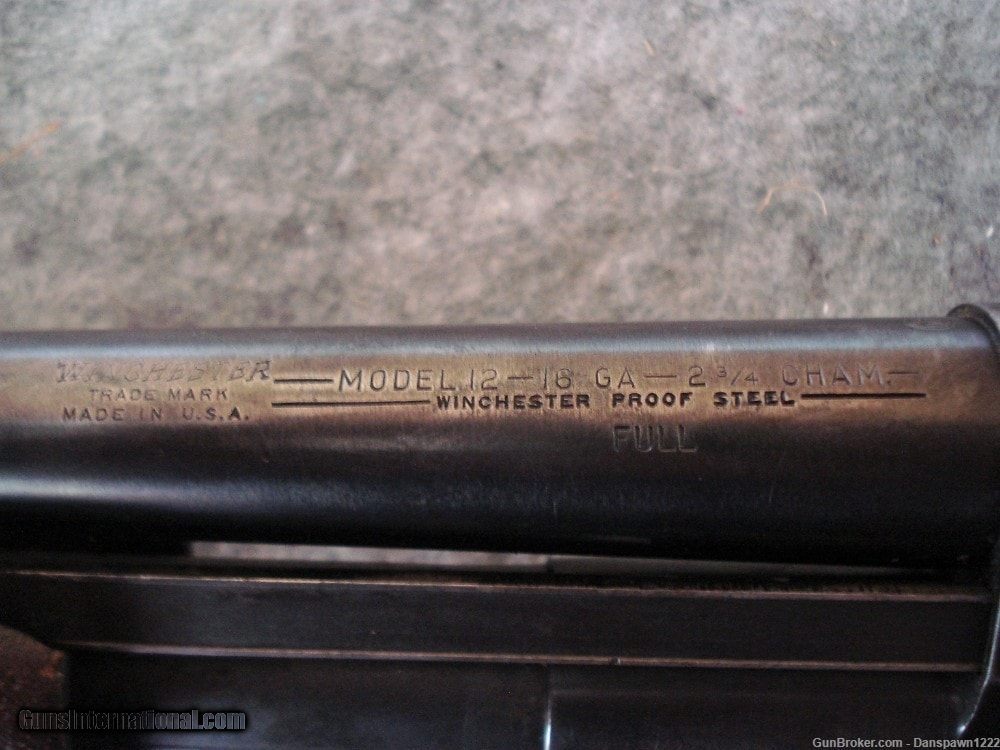 WINCHESTER
TRADE MARK
MADE IN U.S.A.
—MODEL 12—16 GA—2 3/4 CHAM.—
WINCHESTER PROOF STEEL
FULL
GunsInternational.com
GunBroker.com - Danspawn1222